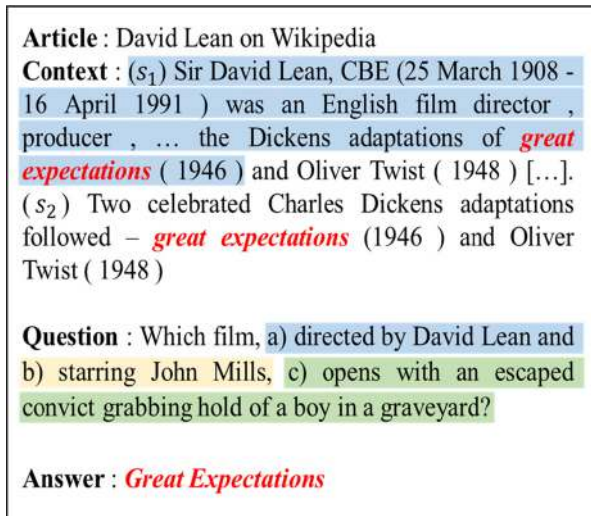 Article : David Lean on Wikipedia
Context : (s₁) Sir David Lean, CBE (25 March 1908 -
16 April 1991 ) was an English film director ,
producer , … the Dickens adaptations of great
expectations ( 1946 ) and Oliver Twist ( 1948 ) […].
(s₂) Two celebrated Charles Dickens adaptations
followed – great expectations (1946 ) and Oliver
Twist ( 1948 )
Question : Which film, a) directed by David Lean and
b) starring John Mills, c) opens with an escaped
convict grabbing hold of a boy in a graveyard?
Answer : Great Expectations